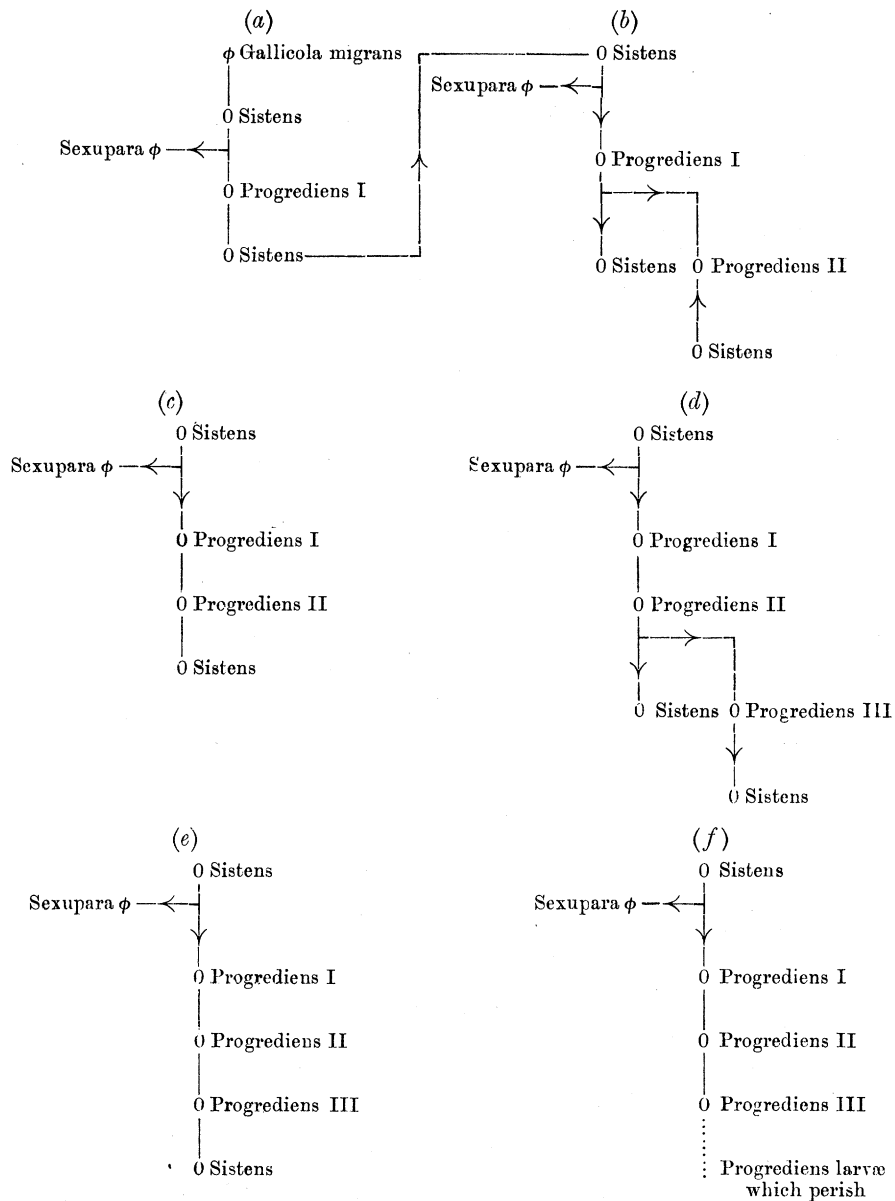 (a)
ϕ Gallicola migrans
0 Sistens
Sexupara ϕ
0 Progrediens I
0 Sistens
(b)
0 Sistens
Sexupara ϕ
0 Progrediens I
0 Sistens
0 Progrediens II
0 Sistens
(c)
0 Sistens
Sexupara ϕ
0 Progrediens I
0 Progrediens II
0 Sistens
(d)
0 Sistens
Sexupara ϕ
0 Progrediens I
0 Progrediens II
0 Sistens
0 Progrediens III
0 Sistens
(e)
0 Sistens
Sexupara ϕ
0 Progrediens I
0 Progrediens II
0 Progrediens III
0 Sistens
(f)
0 Sistens
Sexupara ϕ
0 Progrediens I
0 Progrediens II
0 Progrediens III
Progrediens larvæ
which perish